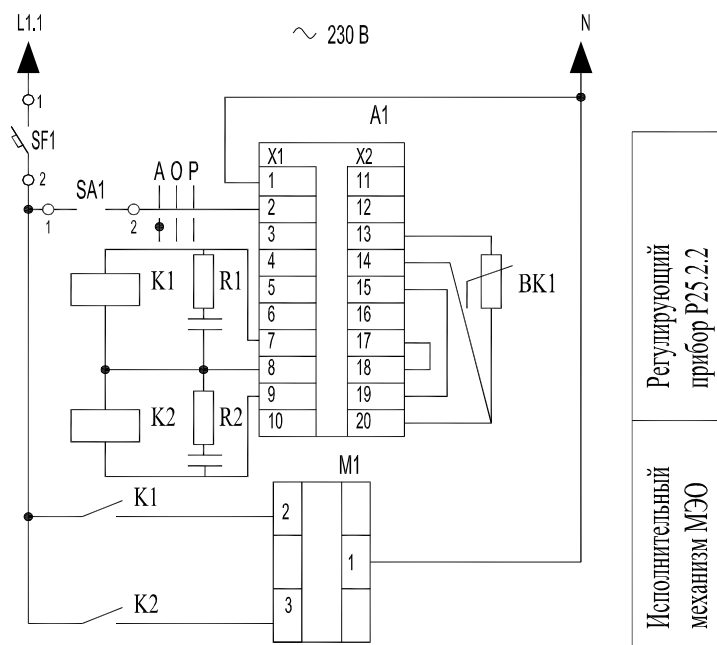 L1.1
∼ 230 В
N
1
SF1
2
A1
SA1
1
2
А О Р
X1
X2
1
11
2
12
3
13
4
14
5
15
6
16
7
17
8
18
9
19
10
20
K1
R1
K2
R2
BK1
M1
K1
2
1
K2
3
Регулирующий
прибор Р25.2.2
Исполнительный
механизм МЭО